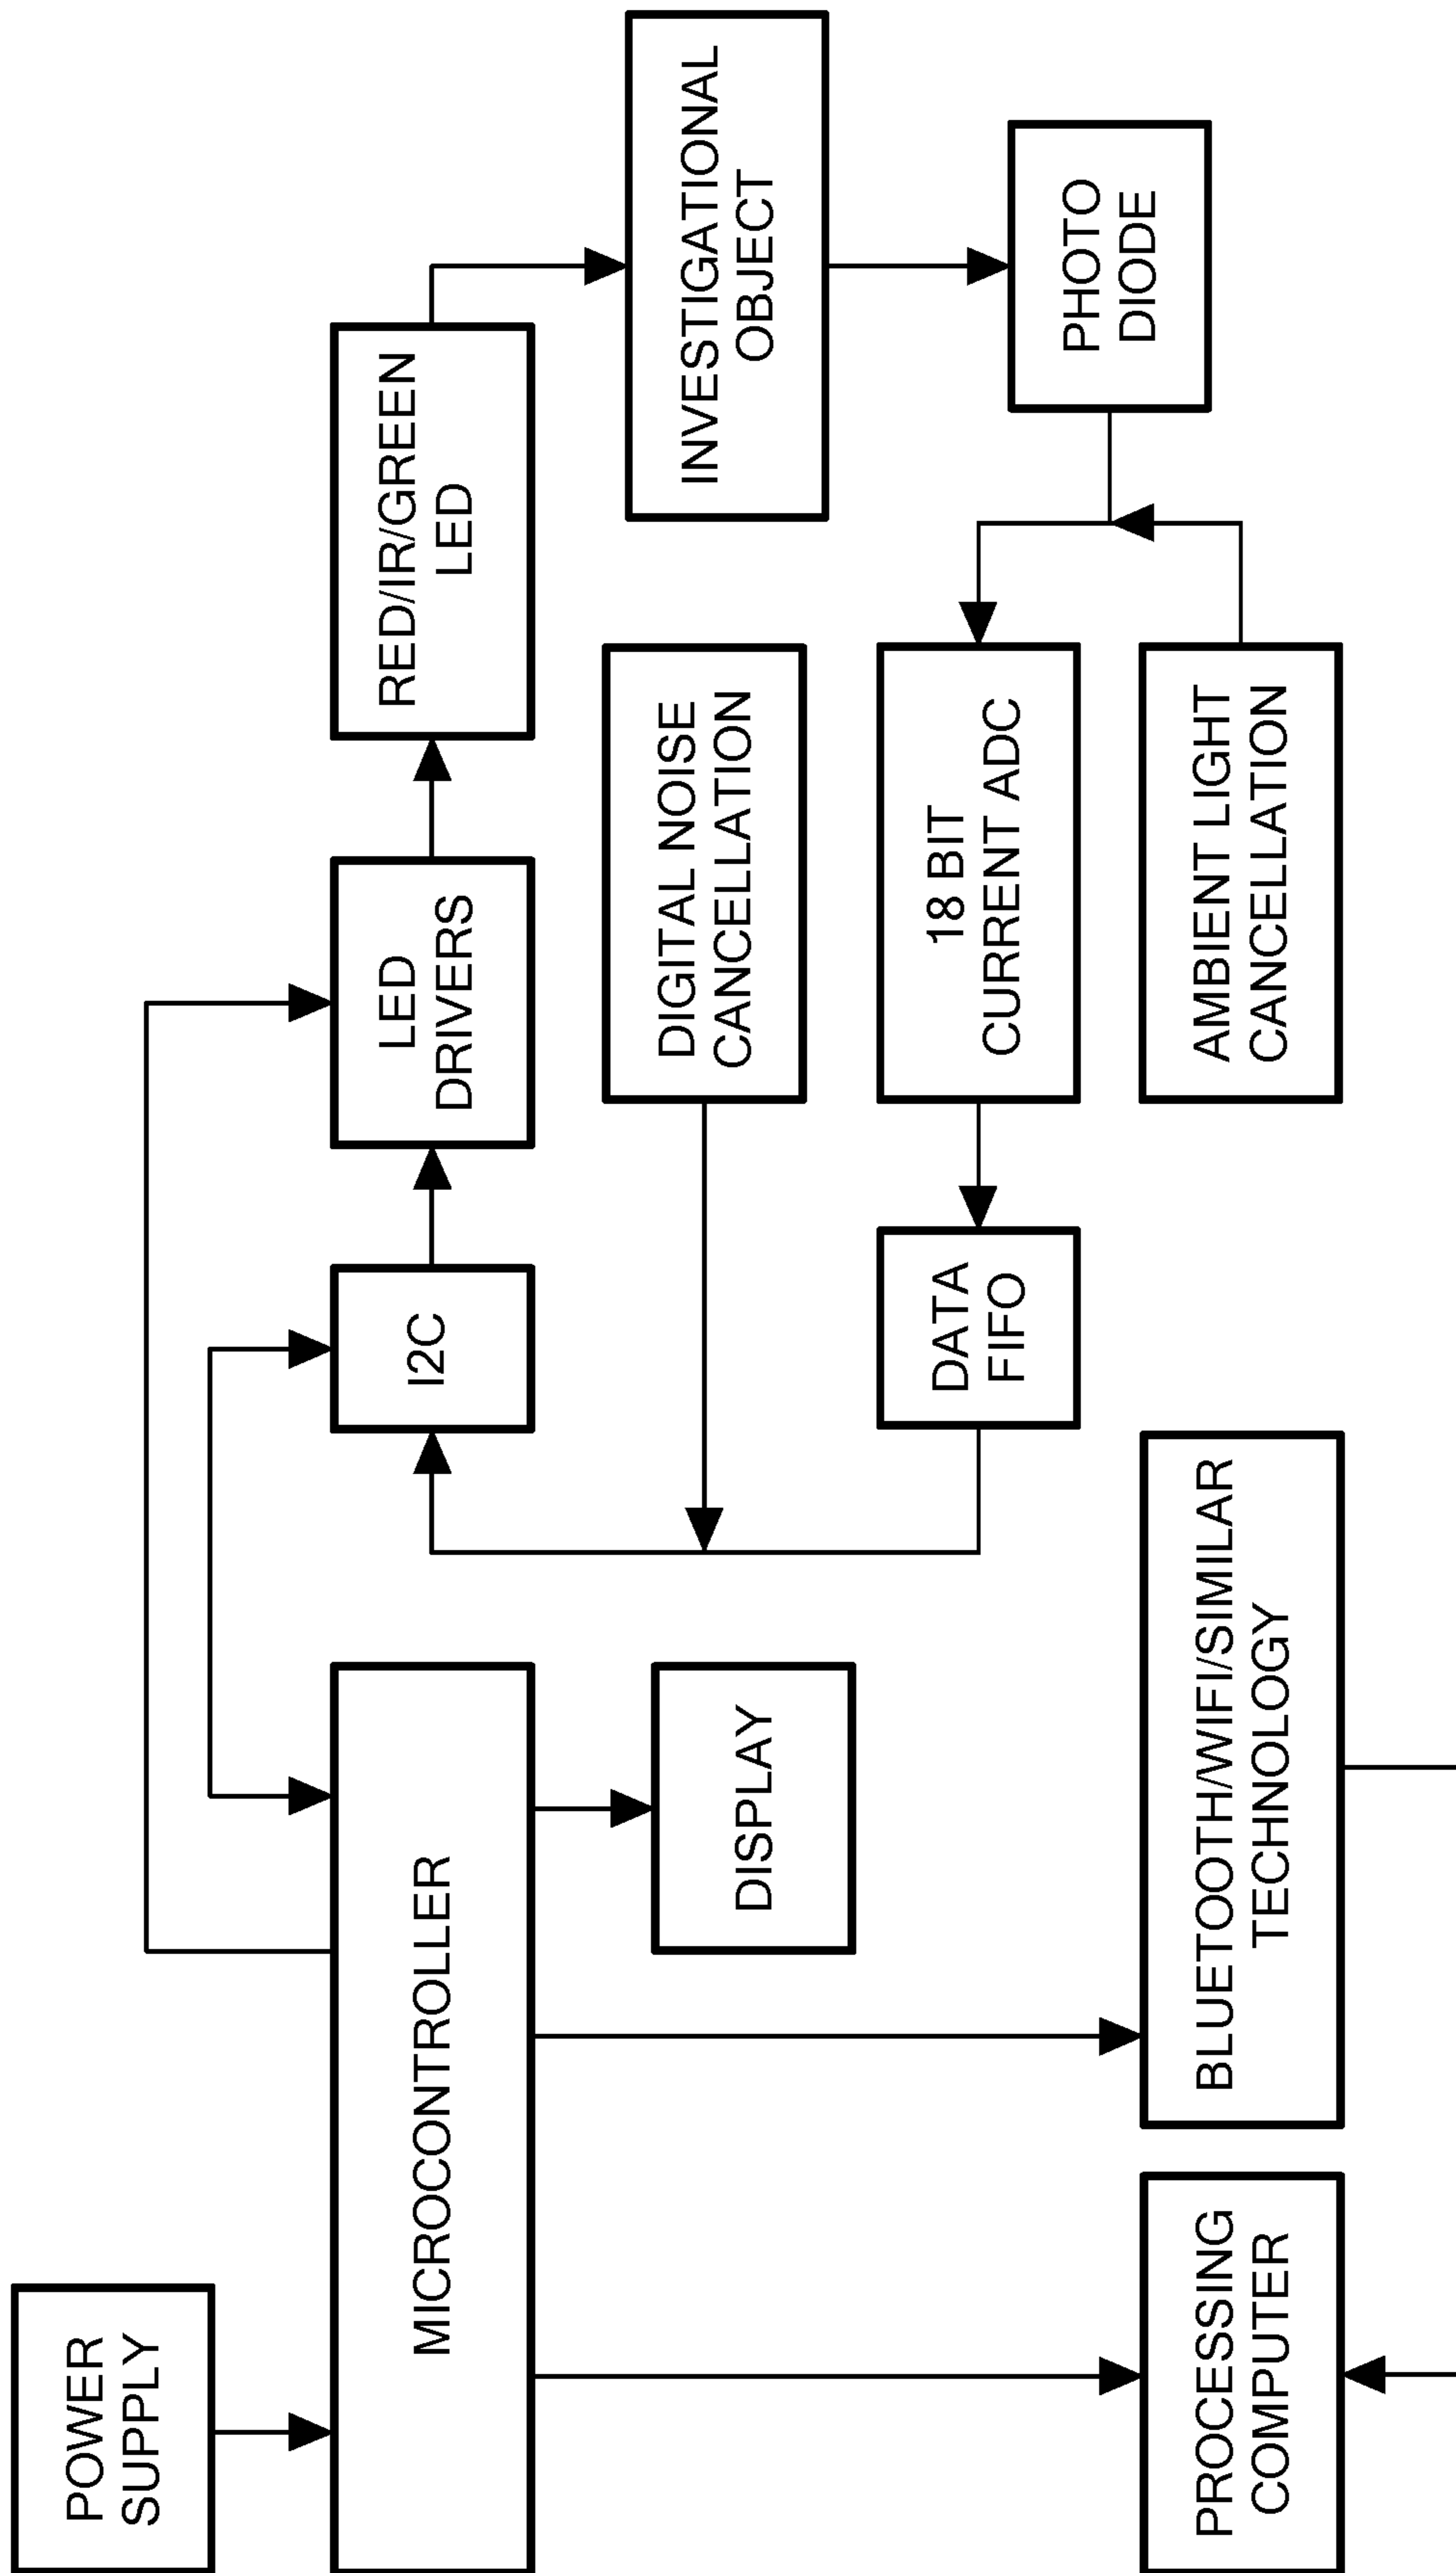 POWER
SUPPLY
MICROCONTROLLER
I2C
LED
DRIVERS
RED/IR/GREEN
LED
INVESTIGATIONAL
OBJECT
DISPLAY
DIGITAL NOISE
CANCELLATION
DATA
FIFO
18 BIT
CURRENT ADC
PHOTO
DIODE
PROCESSING
COMPUTER
BLUETOOTH/WIFI/SIMILAR
TECHNOLOGY
AMBIENT LIGHT
CANCELLATION